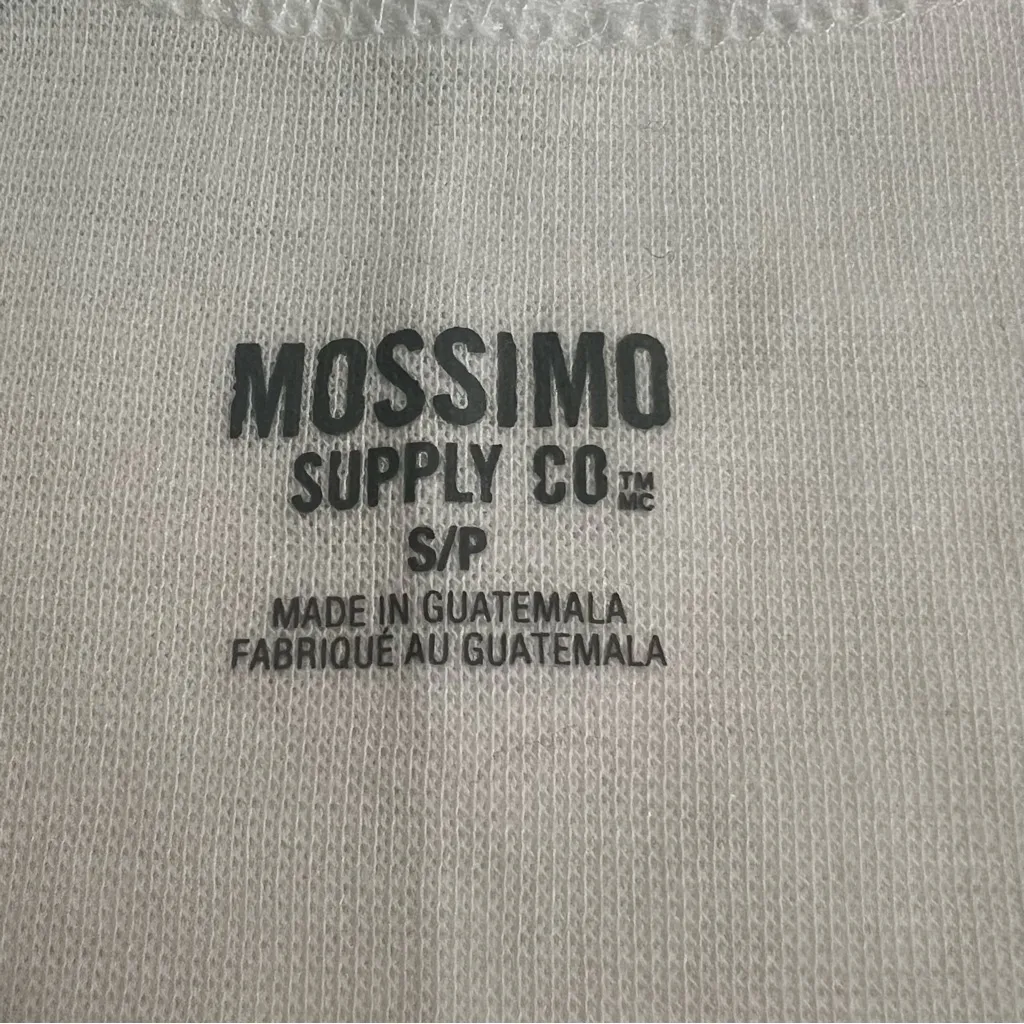 MOSSIMO
SUPPLY CO TM MC
S/P
MADE IN GUATEMALA
FABRIQUÉ AU GUATEMALA